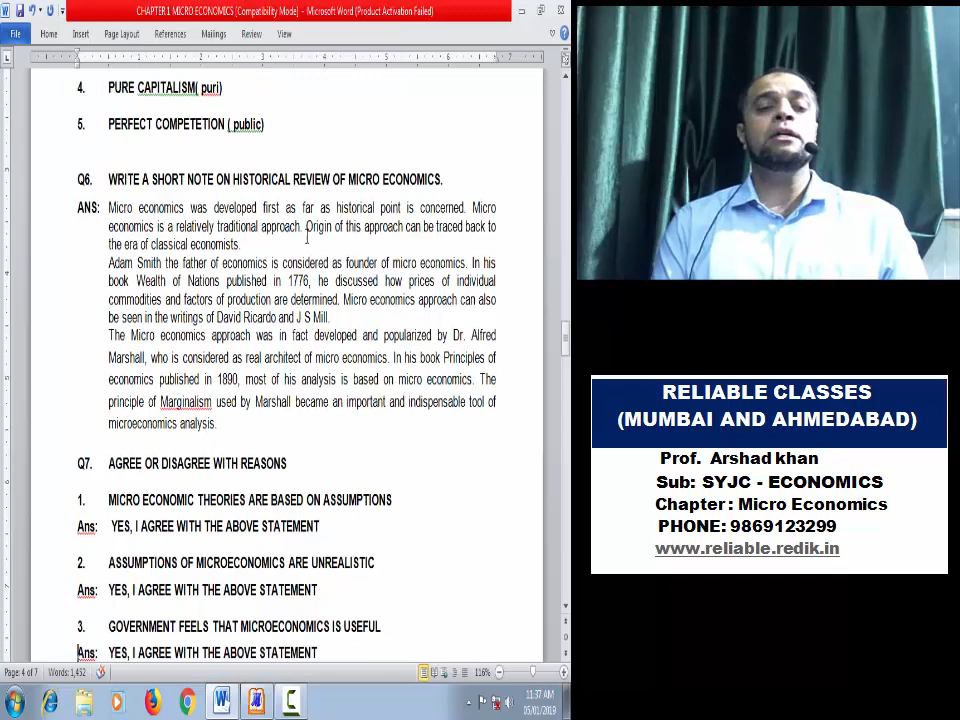 CHAPTER1 MICRO ECONOMICS [Compatibility Mode] - Microsoft Word (Product Activation Failed)
File Home Insert Page Layout References Mailings Review View
4. PURE CAPITALISM( puri)
5. PERFECT COMPETETION ( public)
Q6. WRITE A SHORT NOTE ON HISTORICAL REVIEW OF MICRO ECONOMICS.
ANS: Micro economics was developed first as far as historical point is concerned. Micro
economics is a relatively traditional approach. Origin of this approach can be traced back to
the era of classical economists.
Adam Smith the father of economics is considered as founder of micro economics. In his
book Wealth of Nations published in 1776, he discussed how prices of individual
commodities and factors of production are determined. Micro economics approach can also
be seen in the writings of David Ricardo and J S Mill.
The Micro economics approach was in fact developed and popularized by Dr. Alfred
Marshall, who is considered as real architect of micro economics. In his book Principles of
economics published in 1890, most of his analysis is based on micro economics. The
principle of Marginalism used by Marshall became an important and indispensable tool of
microeconomics analysis.
Q7. AGREE OR DISAGREE WITH REASONS
1. MICRO ECONOMIC THEORIES ARE BASED ON ASSUMPTIONS
Ans: YES, I AGREE WITH THE ABOVE STATEMENT
2. ASSUMPTIONS OF MICROECONOMICS ARE UNREALISTIC
Ans: YES, I AGREE WITH THE ABOVE STATEMENT
3. GOVERNMENT FEELS THAT MICROECONOMICS IS USEFUL
Ans: YES, I AGREE WITH THE ABOVE STATEMENT
Page: 4 of 7 Words: 1,452 116%
11:37 AM
05/01/2019
RELIABLE CLASSES
(MUMBAI AND AHMEDABAD)
Prof. Arshad khan
Sub: SYJC - ECONOMICS
Chapter : Micro Economics
PHONE: 9869123299
www.reliable.redik.in